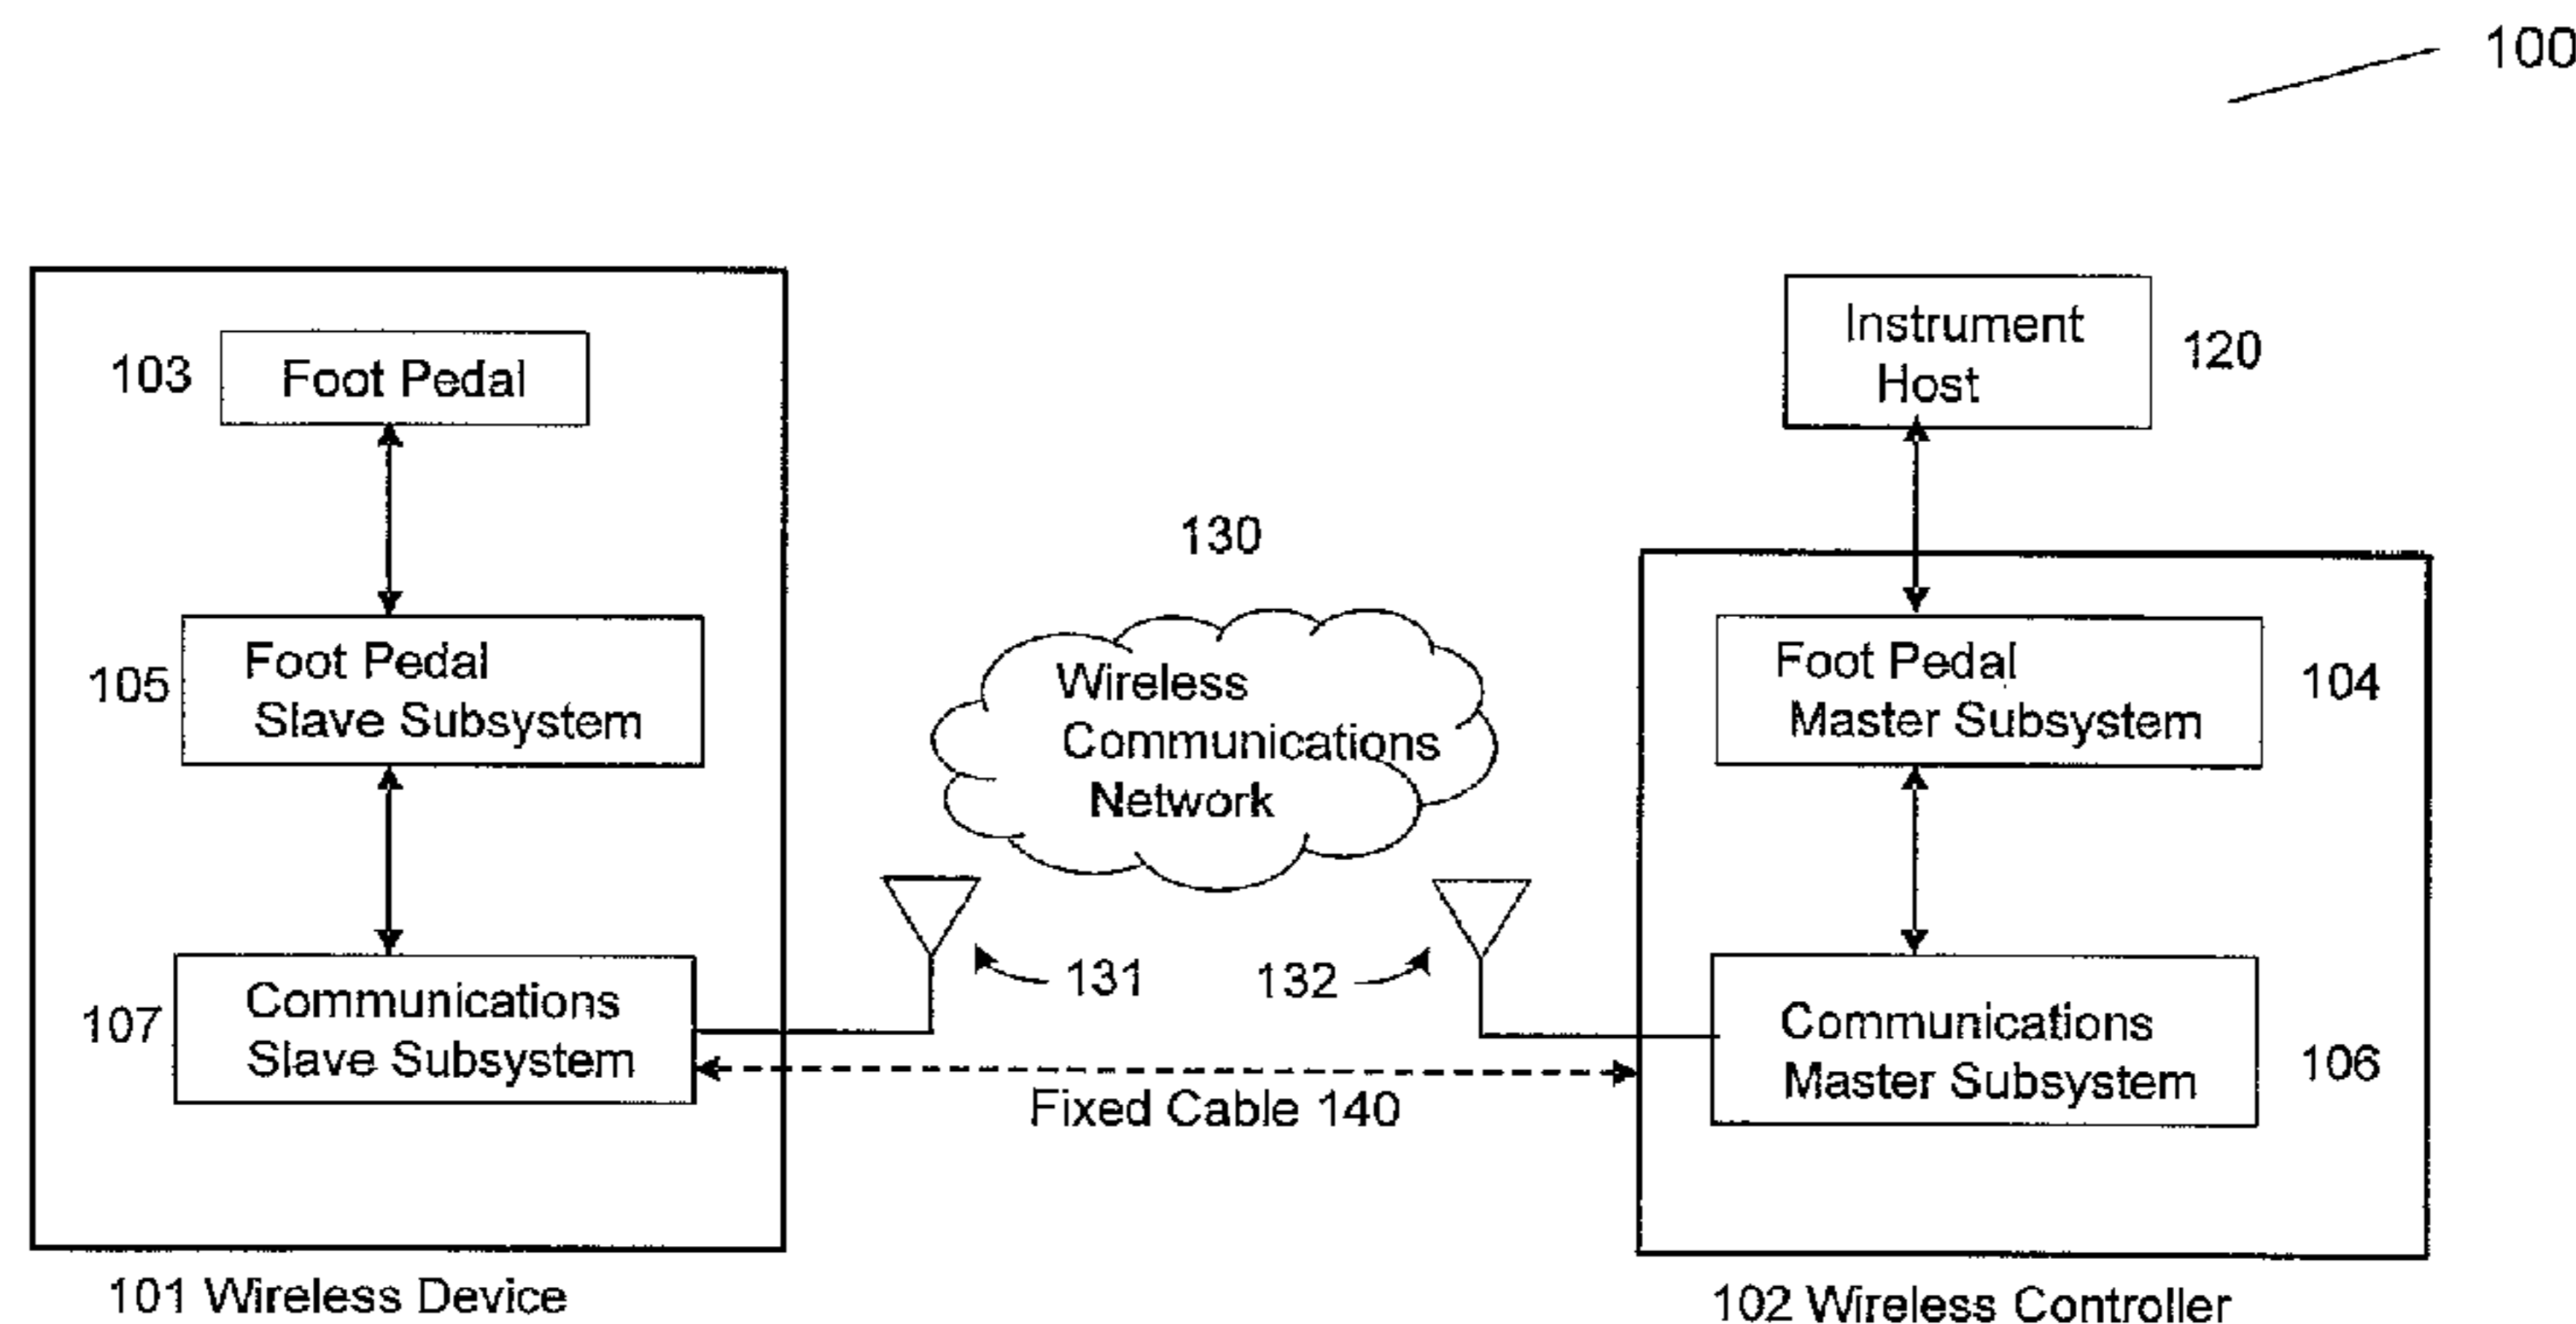 100
103
Foot Pedal
Instrument
Host
120
130
105
Foot Pedal
Slave Subsystem
Wireless
Communications
Network
Foot Pedal
Master Subsystem
104
107
Communications
Slave Subsystem
131
132
Communications
Master Subsystem
106
Fixed Cable 140
101 Wireless Device
102 Wireless Controller